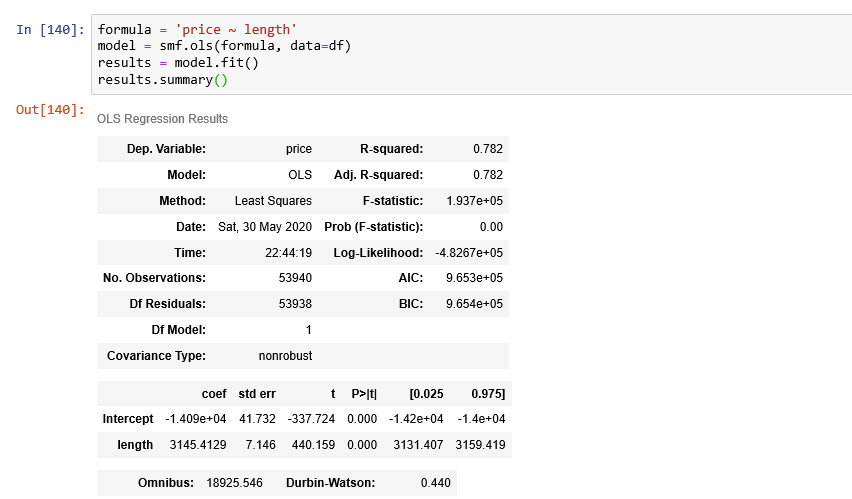 In [140]: formula = 'price ~ length'
model = smf.ols(formula, data=df)
results = model.fit()
results.summary()
Out[140]:
OLS Regression Results
Dep. Variable: price R-squared: 0.782
Model: OLS Adj. R-squared: 0.782
Method: Least Squares F-statistic: 1.937e+05
Date: Sat, 30 May 2020 Prob (F-statistic): 0.00
Time: 22:44:19 Log-Likelihood: -4.8267e+05
No. Observations: 53940 AIC: 9.653e+05
Df Residuals: 53938 BIC: 9.654e+05
Df Model: 1
Covariance Type: nonrobust
coef std err t P>|t| [0.025 0.975]
Intercept -1.409e+04 41.732 -337.724 0.000 -1.42e+04 -1.4e+04
length 3145.4129 7.146 440.159 0.000 3131.407 3159.419
Omnibus: 18925.546 Durbin-Watson: 0.440